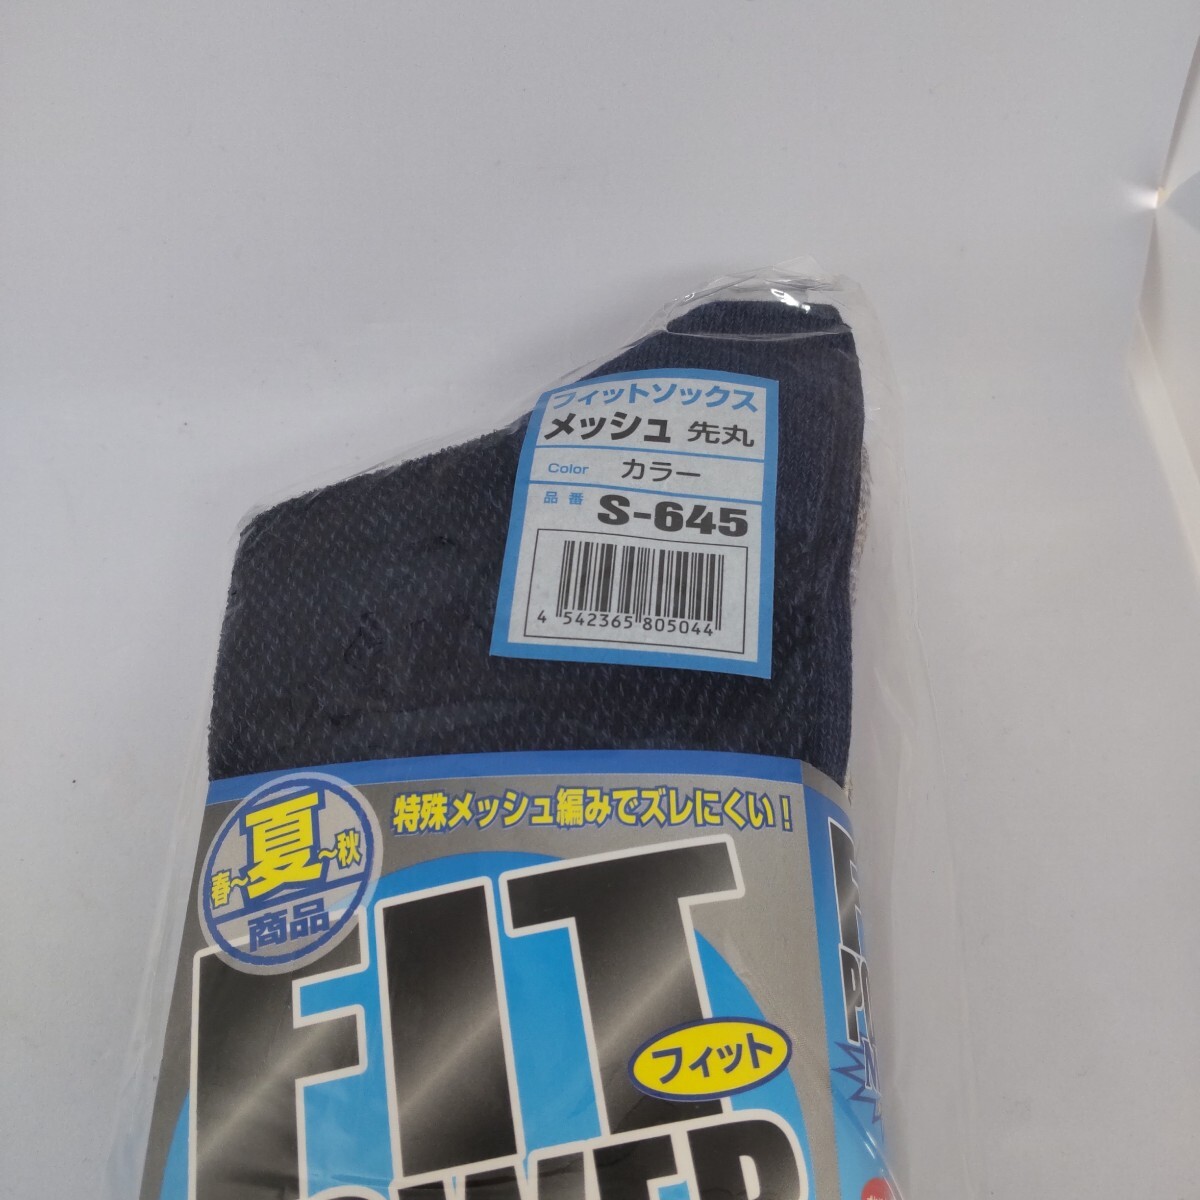 フィットソックス
メッシュ 先丸
Color カラー
品番 S-645
4 542365 805044
特殊メッシュ編みでズレにくい!
春～夏～秋
商品
FIT
フィット
POWER